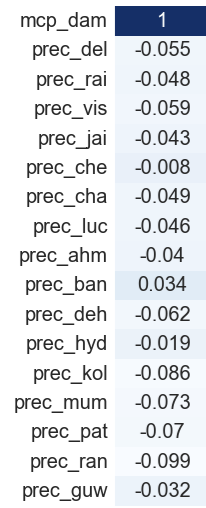 mcp_dam 1
prec_del -0.055
prec_rai -0.048
prec_vis -0.059
prec_jai -0.043
prec_che -0.008
prec_cha -0.049
prec_luc -0.046
prec_ahm -0.04
prec_ban 0.034
prec_deh -0.062
prec_hyd -0.019
prec_kol -0.086
prec_mum -0.073
prec_pat -0.07
prec_ran -0.099
prec_guw -0.032